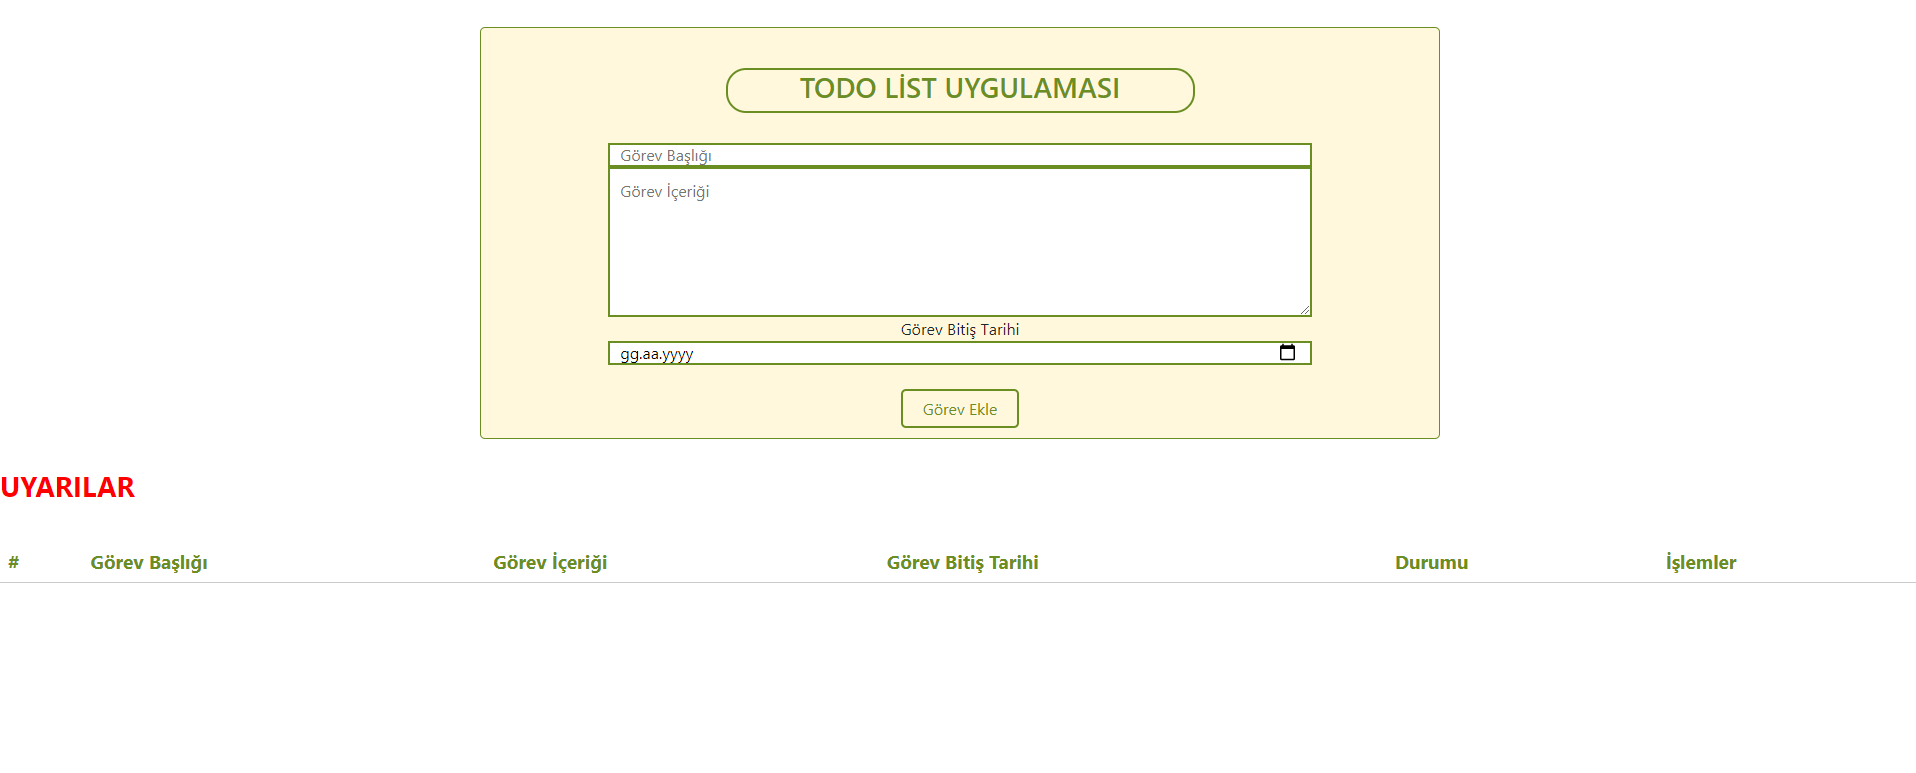 TODO LİST UYGULAMASI
Görev Başlığı
Görev İçeriği
Görev Bitiş Tarihi
gg.aa.yyyy
Görev Ekle
UYARILAR
# Görev Başlığı Görev İçeriği Görev Bitiş Tarihi Durumu İşlemler